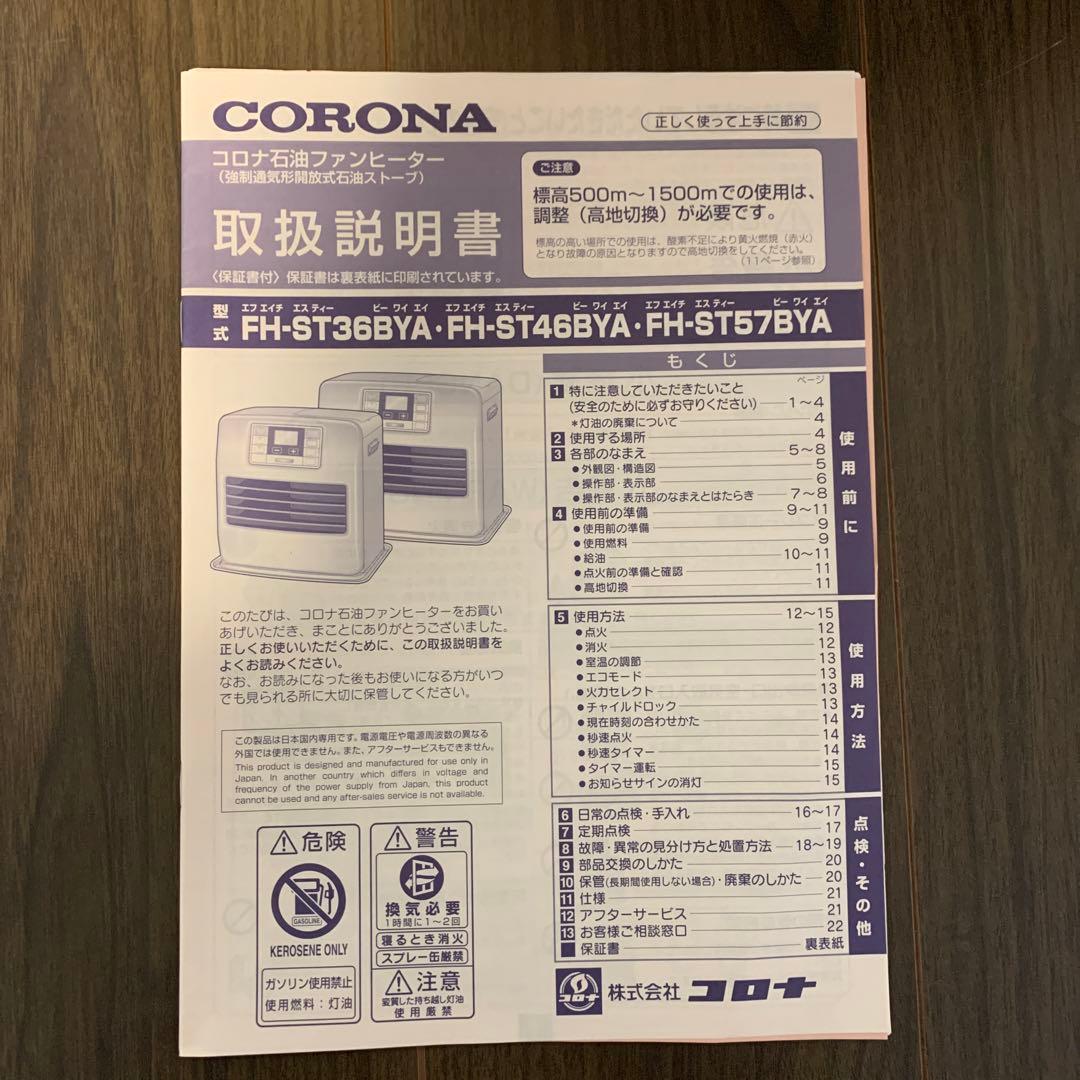 CORONA
正しく使って上手に節約
コロナ石油ファンヒーター
(強制通気形開放式石油ストーブ)
取扱説明書
〈保証書付〉保証書は裏表紙に印刷されています。
ご注意
標高500m～1500mでの使用は、
調整（高地切換）が必要です。
標高の高い場所での使用は、酸素不足により黄火燃焼（赤火）
となり故障の原因となりますので高地切換をしてください。
(11ページ参照)
型式
エフ エイチ エス ティー ビー ワイ エイ エフ エイチ エス ティー ビー ワイ エイ エフ エイチ エス ティー ビー ワイ エイ
FH-ST36BYA・FH-ST46BYA・FH-ST57BYA
もくじ
ページ
1 特に注意していただきたいこと
(安全のために必ずお守りください) 1～4
*灯油の廃棄について 4
2 使用する場所 4
3 各部のなまえ 5～8
●外観図・構造図 5
●操作部・表示部 6
●操作部・表示部のなまえとはたらき 7～8
4 使用前の準備 9～11
●使用前の準備 9
●使用燃料 9
●給油 10～11
●点火前の準備と確認 11
●高地切換 11
使用前に
5 使用方法 12～15
●点火 12
●消火 12
●室温の調節 13
●エコモード 13
●火力セレクト 13
●チャイルドロック 13
●現在時刻の合わせかた 14
●秒速点火 14
●秒速タイマー 14
●タイマー運転 15
●お知らせサインの消灯 15
使用方法
6 日常の点検・手入れ 16～17
7 定期点検 17
8 故障・異常の見分け方と処置方法 18～19
9 部品交換のしかた 20
10 保管(長期間使用しない場合)・廃棄のしかた 20
11 仕様 21
12 アフターサービス 21
13 お客様ご相談窓口 22
■ 保証書 裏表紙
点検・その他
このたびは、コロナ石油ファンヒーターをお買い
あげいただき、まことにありがとうございました。
正しくお使いいただくために、この取扱説明書を
よくお読みください。
なお、お読みになった後もお使いになる方がいつ
でも見られる所に大切に保管してください。
この製品は日本国内専用です。電源電圧や電源周波数の異なる
外国では使用できません。また、アフターサービスもできません。
This product is designed and manufactured for use only in
Japan. In another country which differs in voltage and
frequency of the power supply from Japan, this product
cannot be used and any after-sales service is not available.
危険
GASOLINE
KEROSENE ONLY
ガソリン使用禁止
使用燃料：灯油
警告
換気必要
1時間に1～2回
寝るとき消火
スプレー缶厳禁
注意
変質した持ち越し灯油
使用厳禁
コロナ
株式会社 コロナ